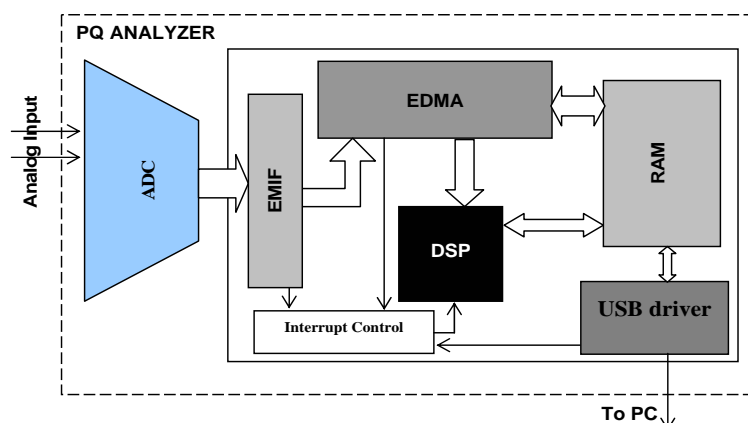 PQ ANALYZER
Analog Input
ADC
EMIF
EDMA
RAM
DSP
Interrupt Control
USB driver
To PC